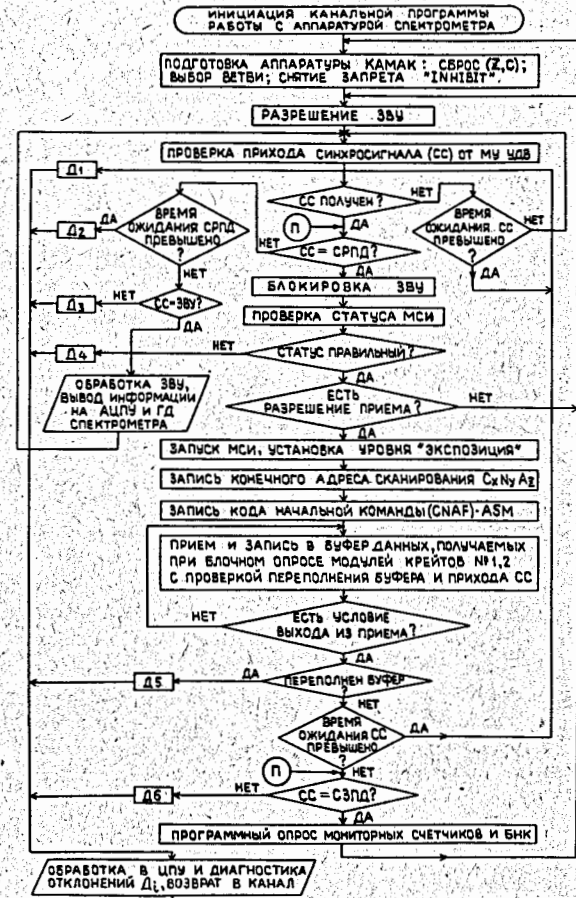 ИНИЦИАЦИЯ КАНАЛЬНОЙ ПРОГРАММЫ
РАБОТЫ С АППАРАТУРОЙ СПЕКТРОМЕТРА
ПОДГОТОВКА АППАРАТУРЫ КАМАК: СБРОС (Z,C);
ВЫБОР ВЕТВИ; СНЯТИЕ ЗАПРЕТА "INHIBIT".
РАЗРЕШЕНИЕ ЗВУ
ПРОВЕРКА ПРИХОДА СИНХРОСИГНАЛА (СС) ОТ МУ УДВ
Д1
СС ПОЛУЧЕН?
НЕТ
ДА
ВРЕМЯ
ОЖИДАНИЯ СРПД
ПРЕВЫШЕНО
?
ДА
НЕТ
Д2
П
СС=СРПД?
НЕТ
ДА
ВРЕМЯ
ОЖИДАНИЯ СС
ПРЕВЫШЕНО
?
НЕТ
ДА
БЛОКИРОВКА ЗВУ
Д3
НЕТ
СС=ЗВУ?
ДА
ПРОВЕРКА СТАТУСА МСИ
Д4
НЕТ
СТАТУС ПРАВИЛЬНЫЙ?
ДА
ОБРАБОТКА ЗВУ,
ВЫВОД ИНФОРМАЦИИ
НА АЦПУ И ГД
СПЕКТРОМЕТРА
ЕСТЬ
РАЗРЕШЕНИЕ ПРИЕМА?
НЕТ
ДА
ЗАПУСК МСИ, УСТАНОВКА УРОВНЯ "ЭКСПОЗИЦИЯ"
ЗАПИСЬ КОНЕЧНОГО АДРЕСА СКАНИРОВАНИЯ CxNyAz
ЗАПИСЬ КОДА НАЧАЛЬНОЙ КОМАНДЫ (CNAF)-ASM
ПРИЕМ И ЗАПИСЬ В БУФЕР ДАННЫХ, ПОЛУЧАЕМЫХ
ПРИ БЛОЧНОМ ОПРОСЕ МОДУЛЕЙ КРЕЙТОВ №1,2
С ПРОВЕРКОЙ ПЕРЕПОЛНЕНИЯ БУФЕРА И ПРИХОДА СС
НЕТ
ЕСТЬ УСЛОВИЕ
ВЫХОДА ИЗ ПРИЕМА?
ДА
Д5
ДА
ПЕРЕПОЛНЕН БУФЕР
?
НЕТ
ВРЕМЯ
ОЖИДАНИЯ СС
ПРЕВЫШЕНО
?
ДА
НЕТ
П
Д6
НЕТ
СС=СЗПД?
ДА
ПРОГРАММНЫЙ ОПРОС МОНИТОРНЫХ СЧЕТЧИКОВ И БНК
ОБРАБОТКА В ЦПУ И ДИАГНОСТИКА
ОТКЛОНЕНИЙ Дi, ВОЗВРАТ В КАНАЛ